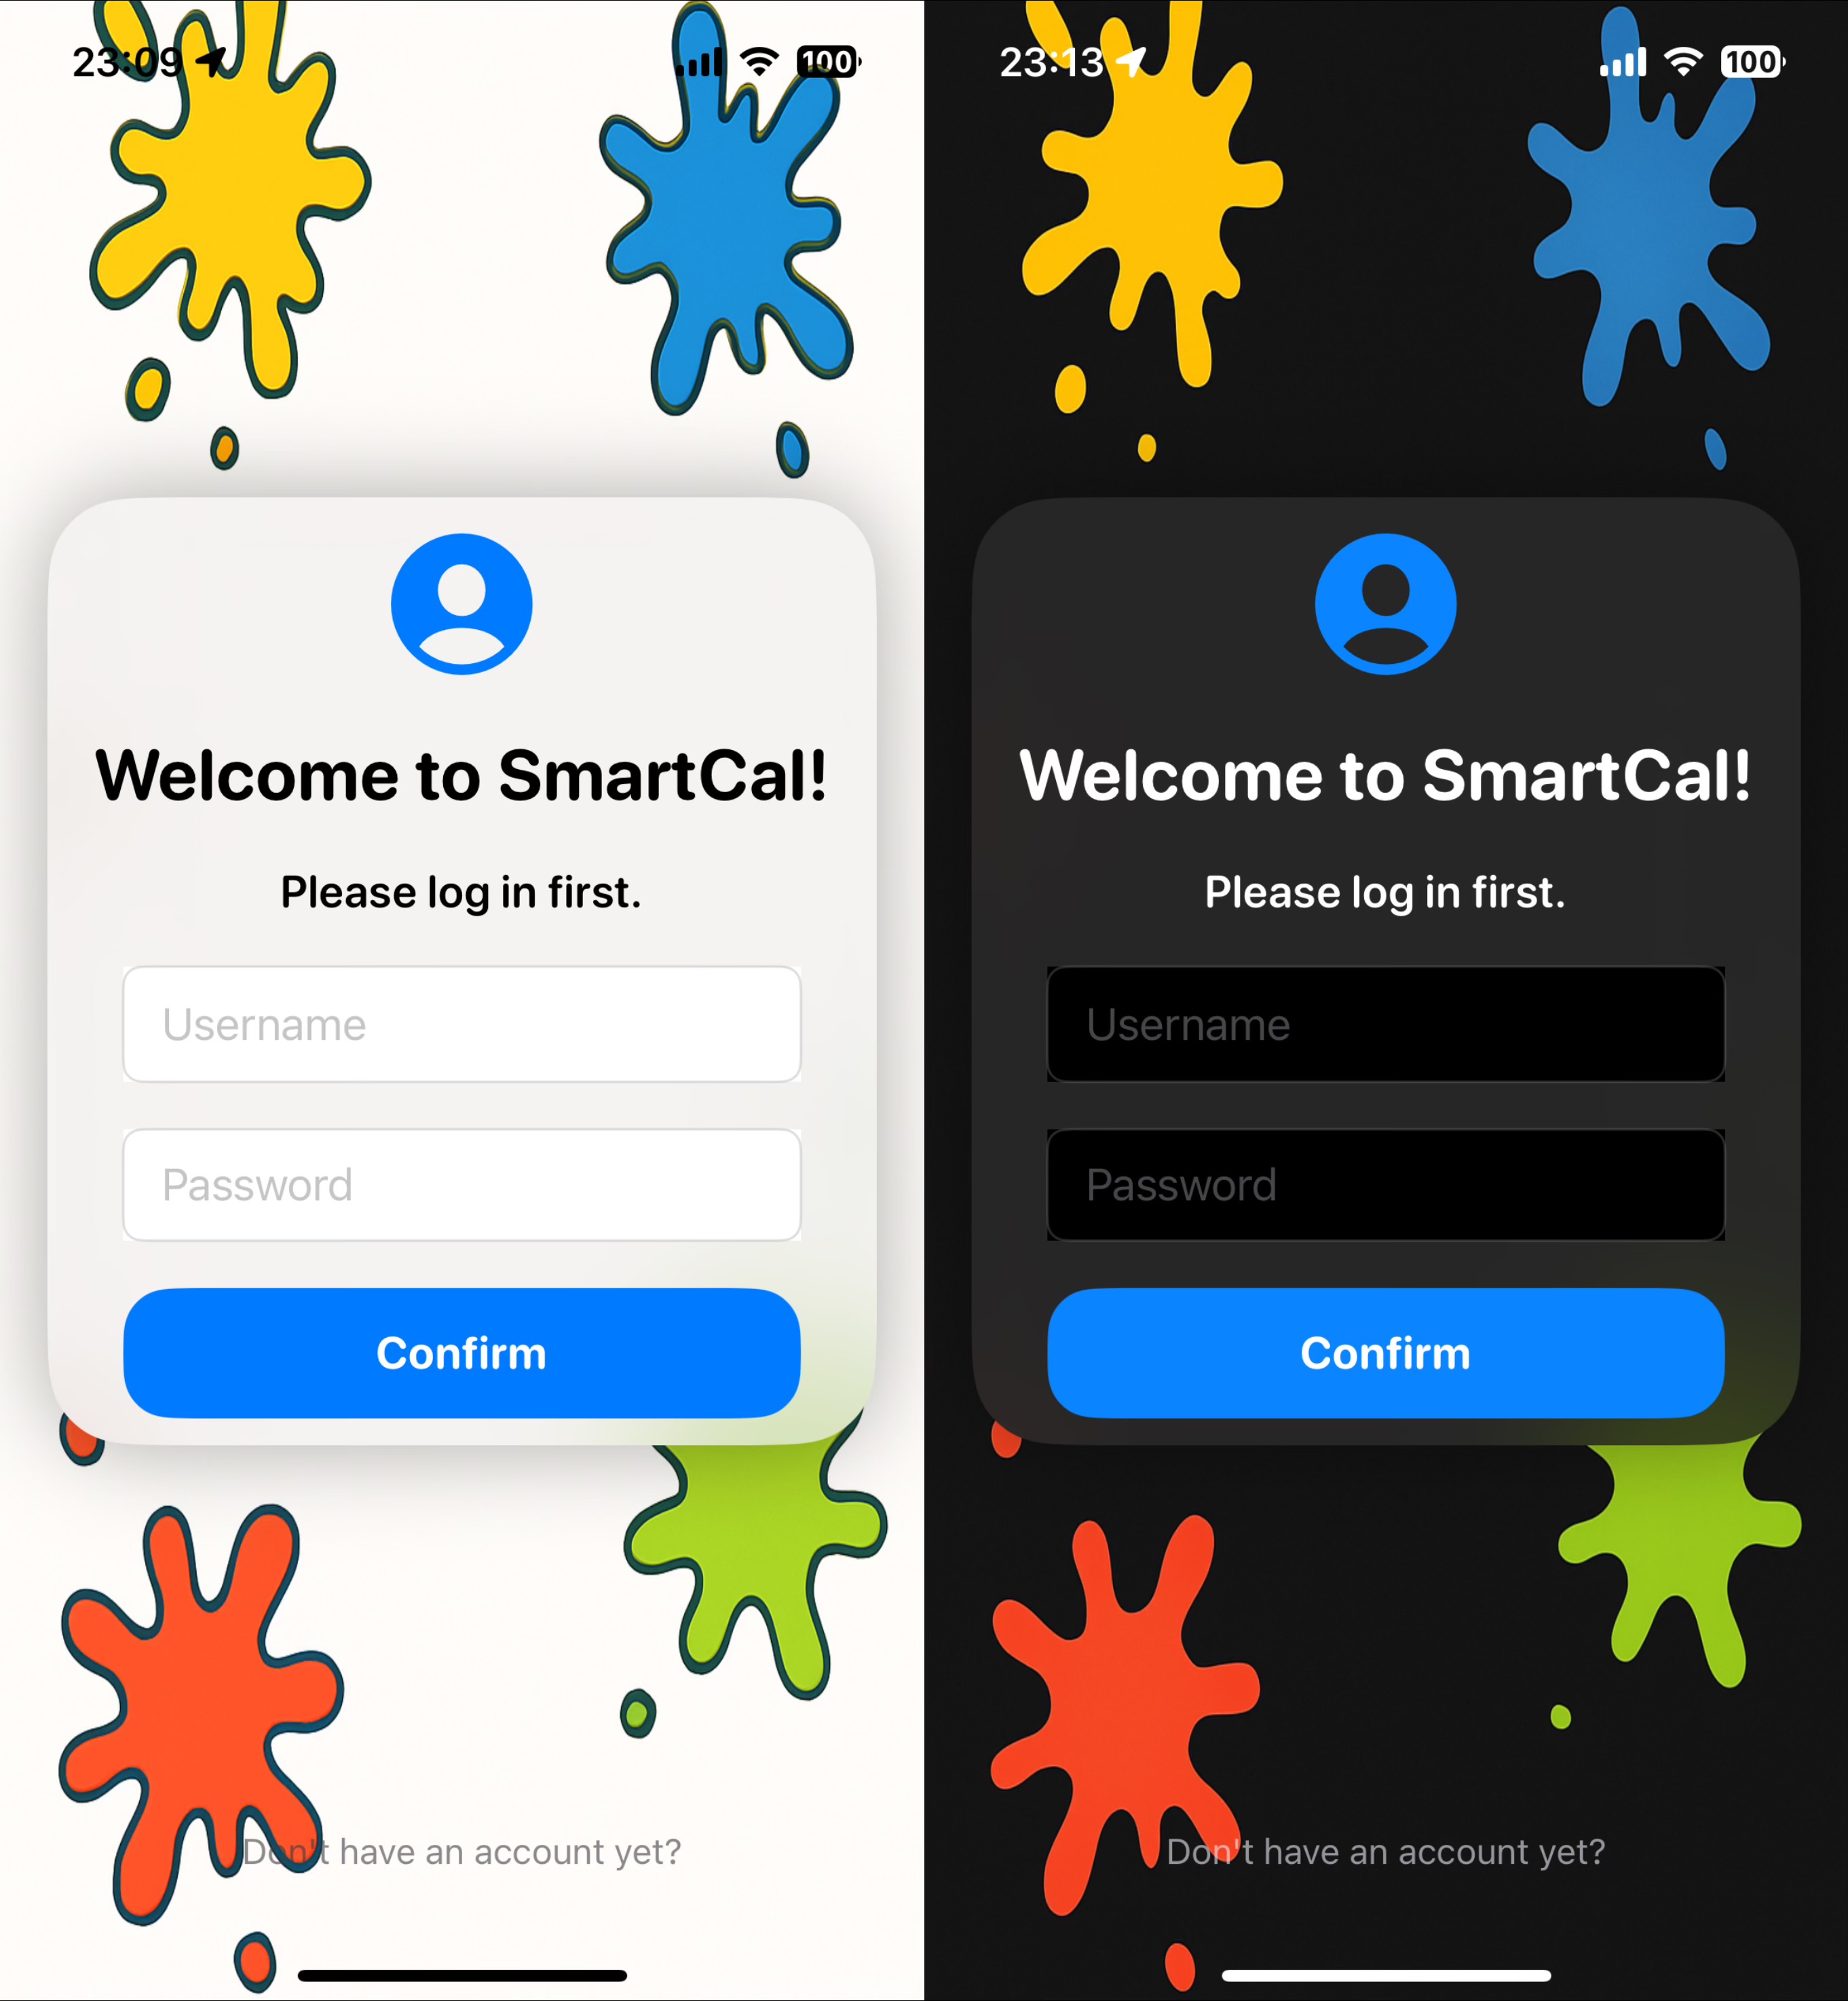 23:09
100
Welcome to SmartCal!
Please log in first.
Username
Password
Confirm
Don't have an account yet?
23:13
100
Welcome to SmartCal!
Please log in first.
Username
Password
Confirm
Don't have an account yet?